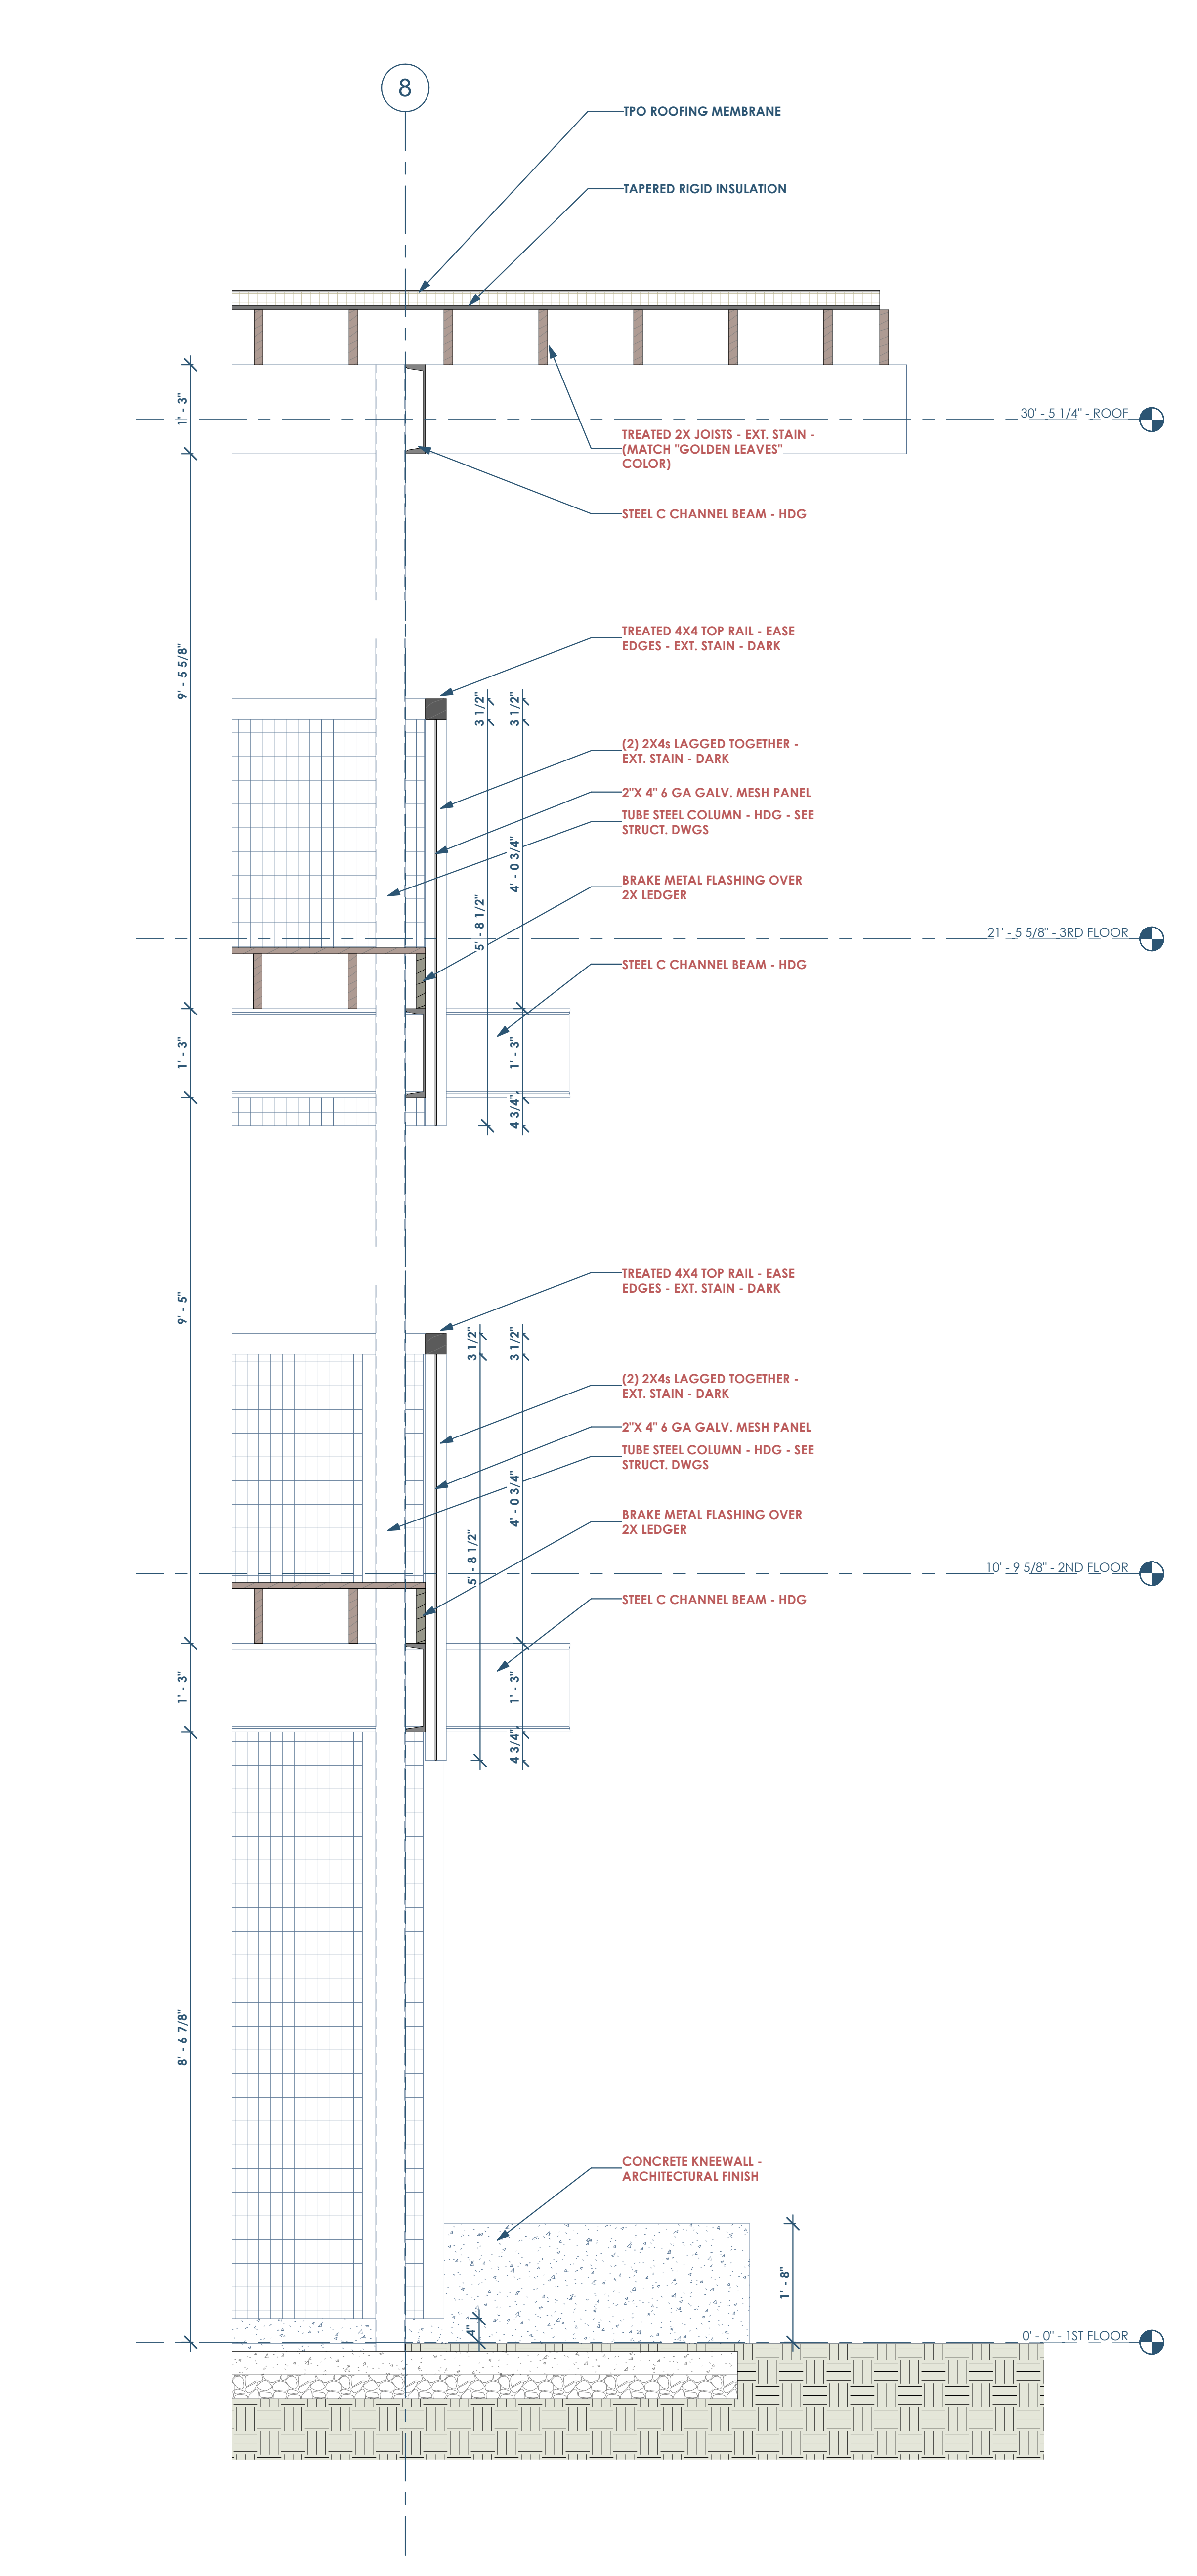 8
TPO ROOFING MEMBRANE
TAPERED RIGID INSULATION
1' - 3"
30' - 5 1/4" - ROOF
TREATED 2X JOISTS - EXT. STAIN -
(MATCH "GOLDEN LEAVES"
COLOR)
STEEL C CHANNEL BEAM - HDG
9' - 5 5/8"
TREATED 4X4 TOP RAIL - EASE
EDGES - EXT. STAIN - DARK
3 1/2"
3 1/2"
(2) 2X4s LAGGED TOGETHER -
EXT. STAIN - DARK
2"X 4" 6 GA GALV. MESH PANEL
TUBE STEEL COLUMN - HDG - SEE
STRUCT. DWGS
4' - 0 3/4"
BRAKE METAL FLASHING OVER
2X LEDGER
5' - 8 1/2"
21' - 5 5/8" - 3RD FLOOR
STEEL C CHANNEL BEAM - HDG
1' - 3"
1' - 3"
4 3/4"
9' - 5"
TREATED 4X4 TOP RAIL - EASE
EDGES - EXT. STAIN - DARK
3 1/2"
3 1/2"
(2) 2X4s LAGGED TOGETHER -
EXT. STAIN - DARK
2"X 4" 6 GA GALV. MESH PANEL
TUBE STEEL COLUMN - HDG - SEE
STRUCT. DWGS
4' - 0 3/4"
BRAKE METAL FLASHING OVER
2X LEDGER
5' - 8 1/2"
10' - 9 5/8" - 2ND FLOOR
STEEL C CHANNEL BEAM - HDG
1' - 3"
1' - 3"
4 3/4"
8' - 6 7/8"
CONCRETE KNEEWALL -
ARCHITECTURAL FINISH
1' - 8"
4"
0' - 0" - 1ST FLOOR